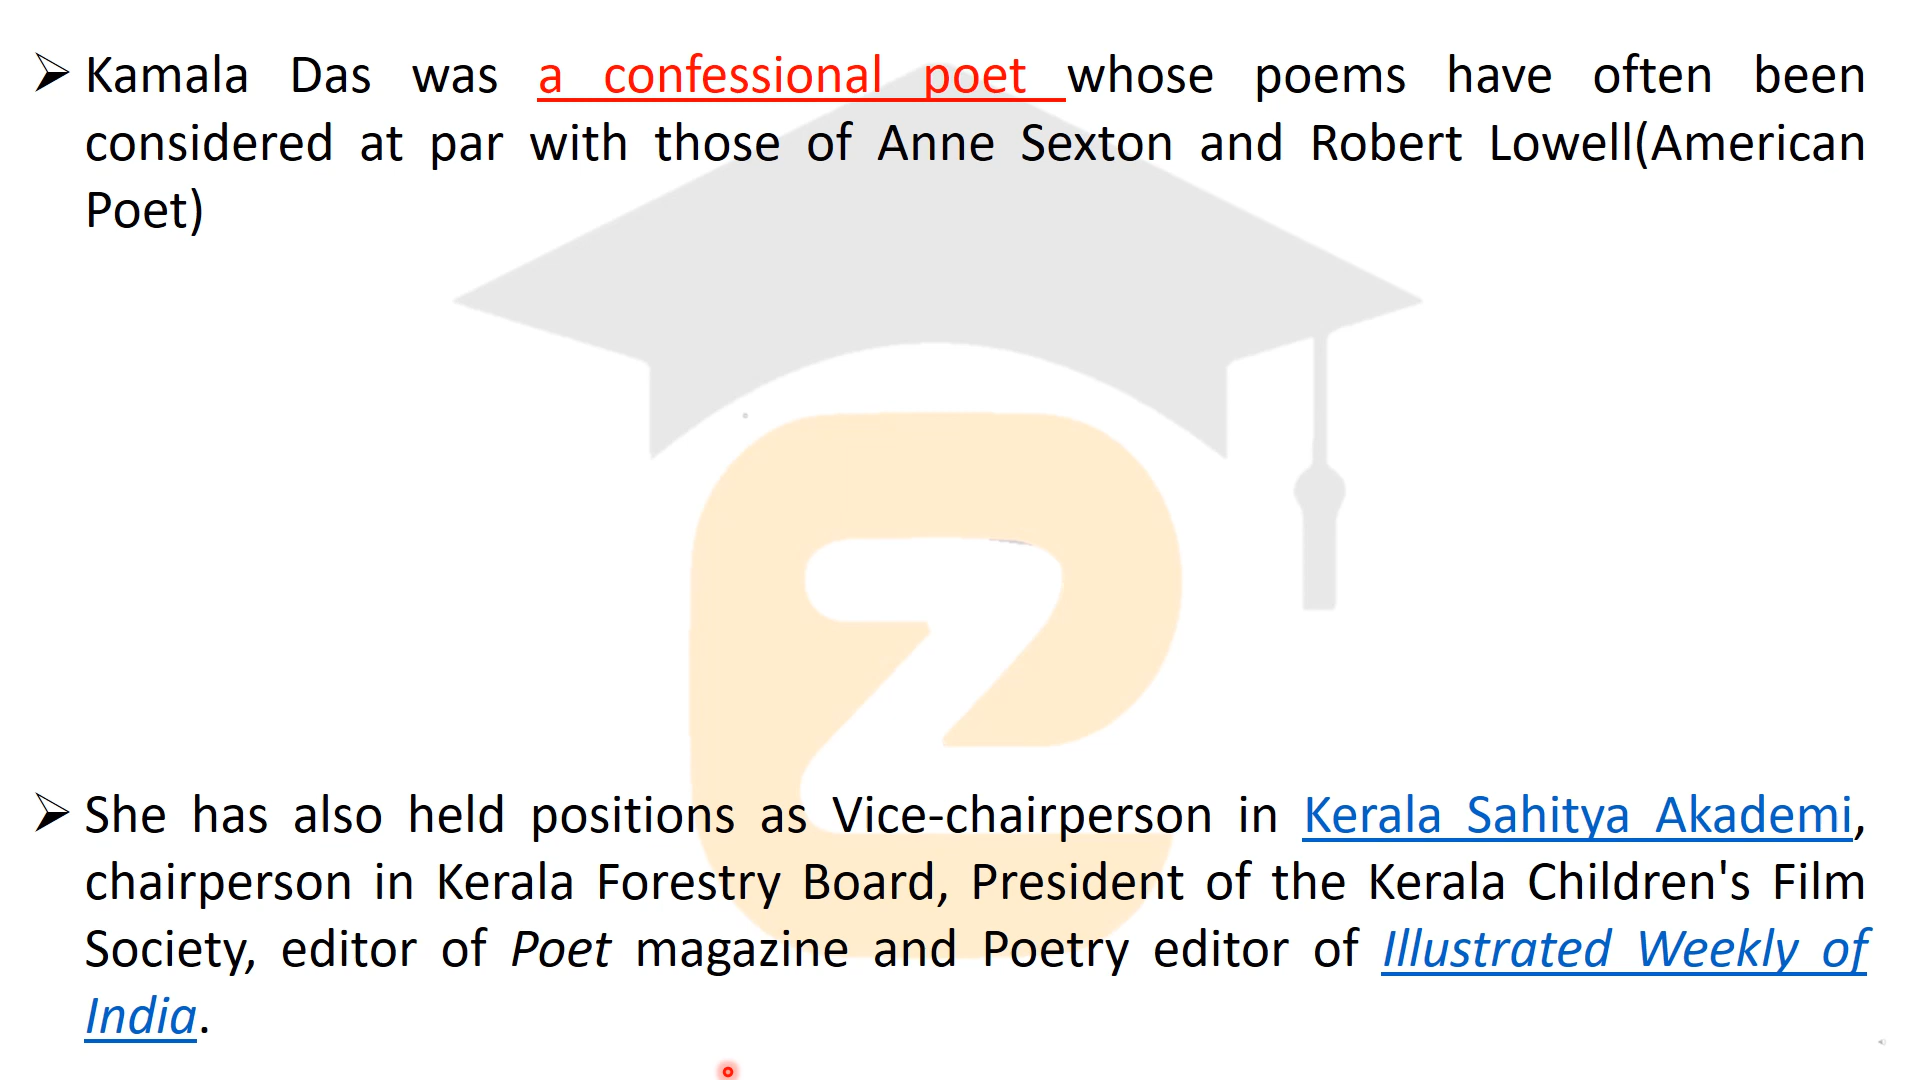 ➢ Kamala Das was a confessional poet whose poems have often been
considered at par with those of Anne Sexton and Robert Lowell(American
Poet)
➢ She has also held positions as Vice-chairperson in Kerala Sahitya Akademi,
chairperson in Kerala Forestry Board, President of the Kerala Children's Film
Society, editor of Poet magazine and Poetry editor of Illustrated Weekly of
India.